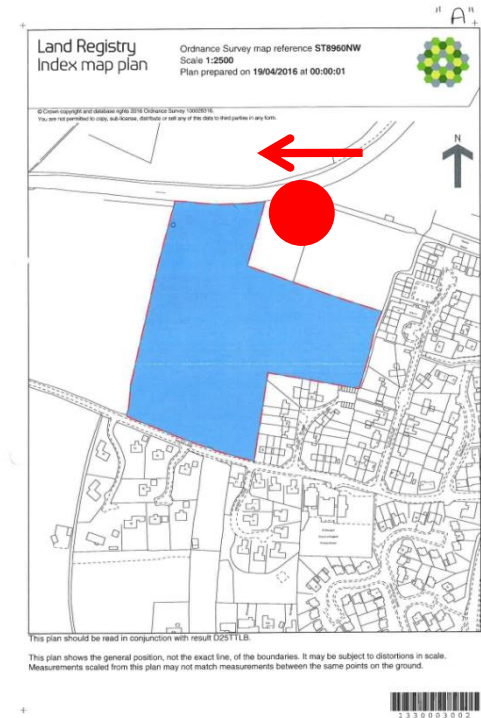 "A"
Land Registry
Index map plan
Ordnance Survey map reference ST8960NW
Scale 1:2500
Plan prepared on 19/04/2016 at 00:00:01
© Crown copyright and database rights 2016 Ordnance Survey 100026316.
You are not permitted to copy, sub-license, distribute or sell any of this data to third parties in any form.
N
This plan should be read in conjunction with result D25TTLB.
This plan shows the general position, not the exact line, of the boundaries. It may be subject to distortions in scale.
Measurements scaled from this plan may not match measurements between the same points on the ground.
1330003002